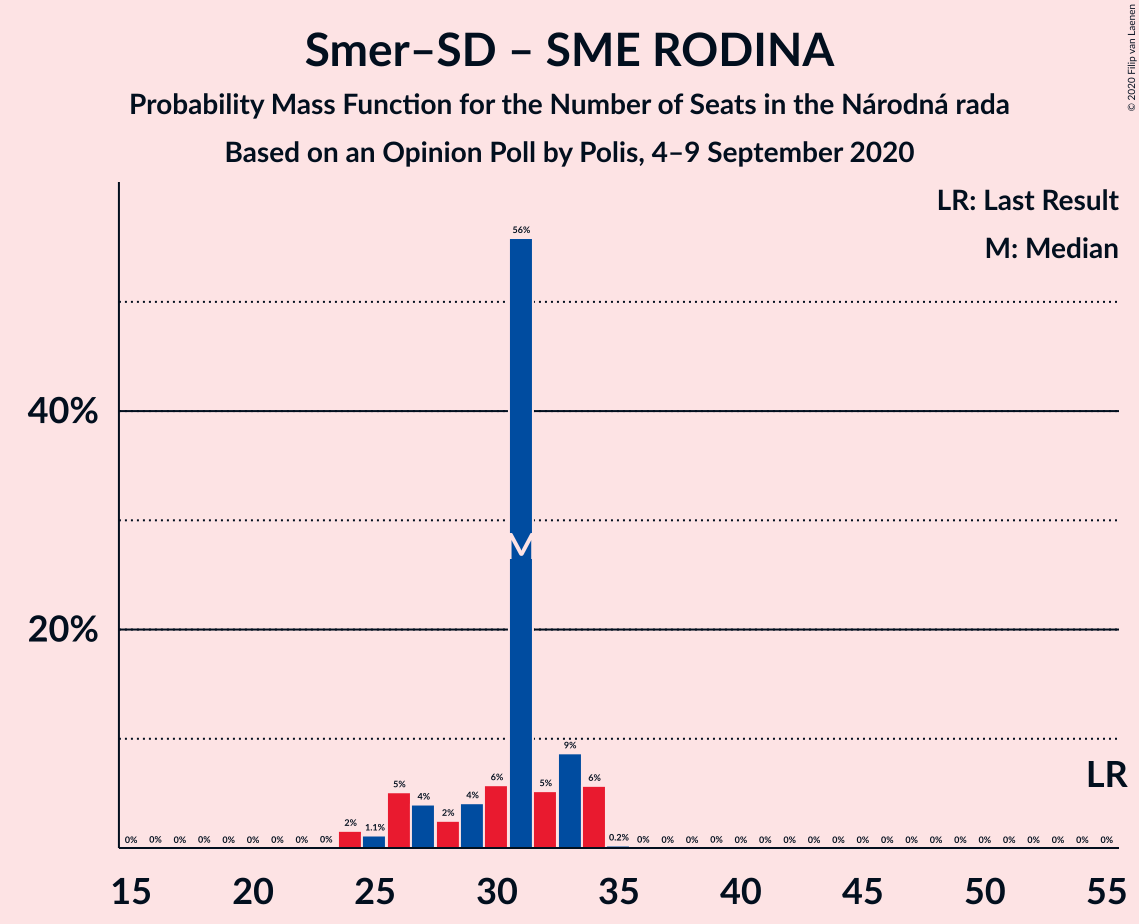 Smer–SD – SME RODINA
Probability Mass Function for the Number of Seats in the Národná rada
Based on an Opinion Poll by Polis, 4–9 September 2020
© 2020 Filip van Laenen
LR: Last Result
M: Median
40%
20%
0% 0% 0% 0% 0% 0% 0% 0% 0% 2% 1.1% 5% 4% 2% 4% 6% 56% 5% 9% 6% 0.2% 0% 0% 0% 0% 0% 0% 0% 0% 0% 0% 0% 0% 0% 0% 0% 0% 0% 0% 0% 0%
M
LR
15 20 25 30 35 40 45 50 55